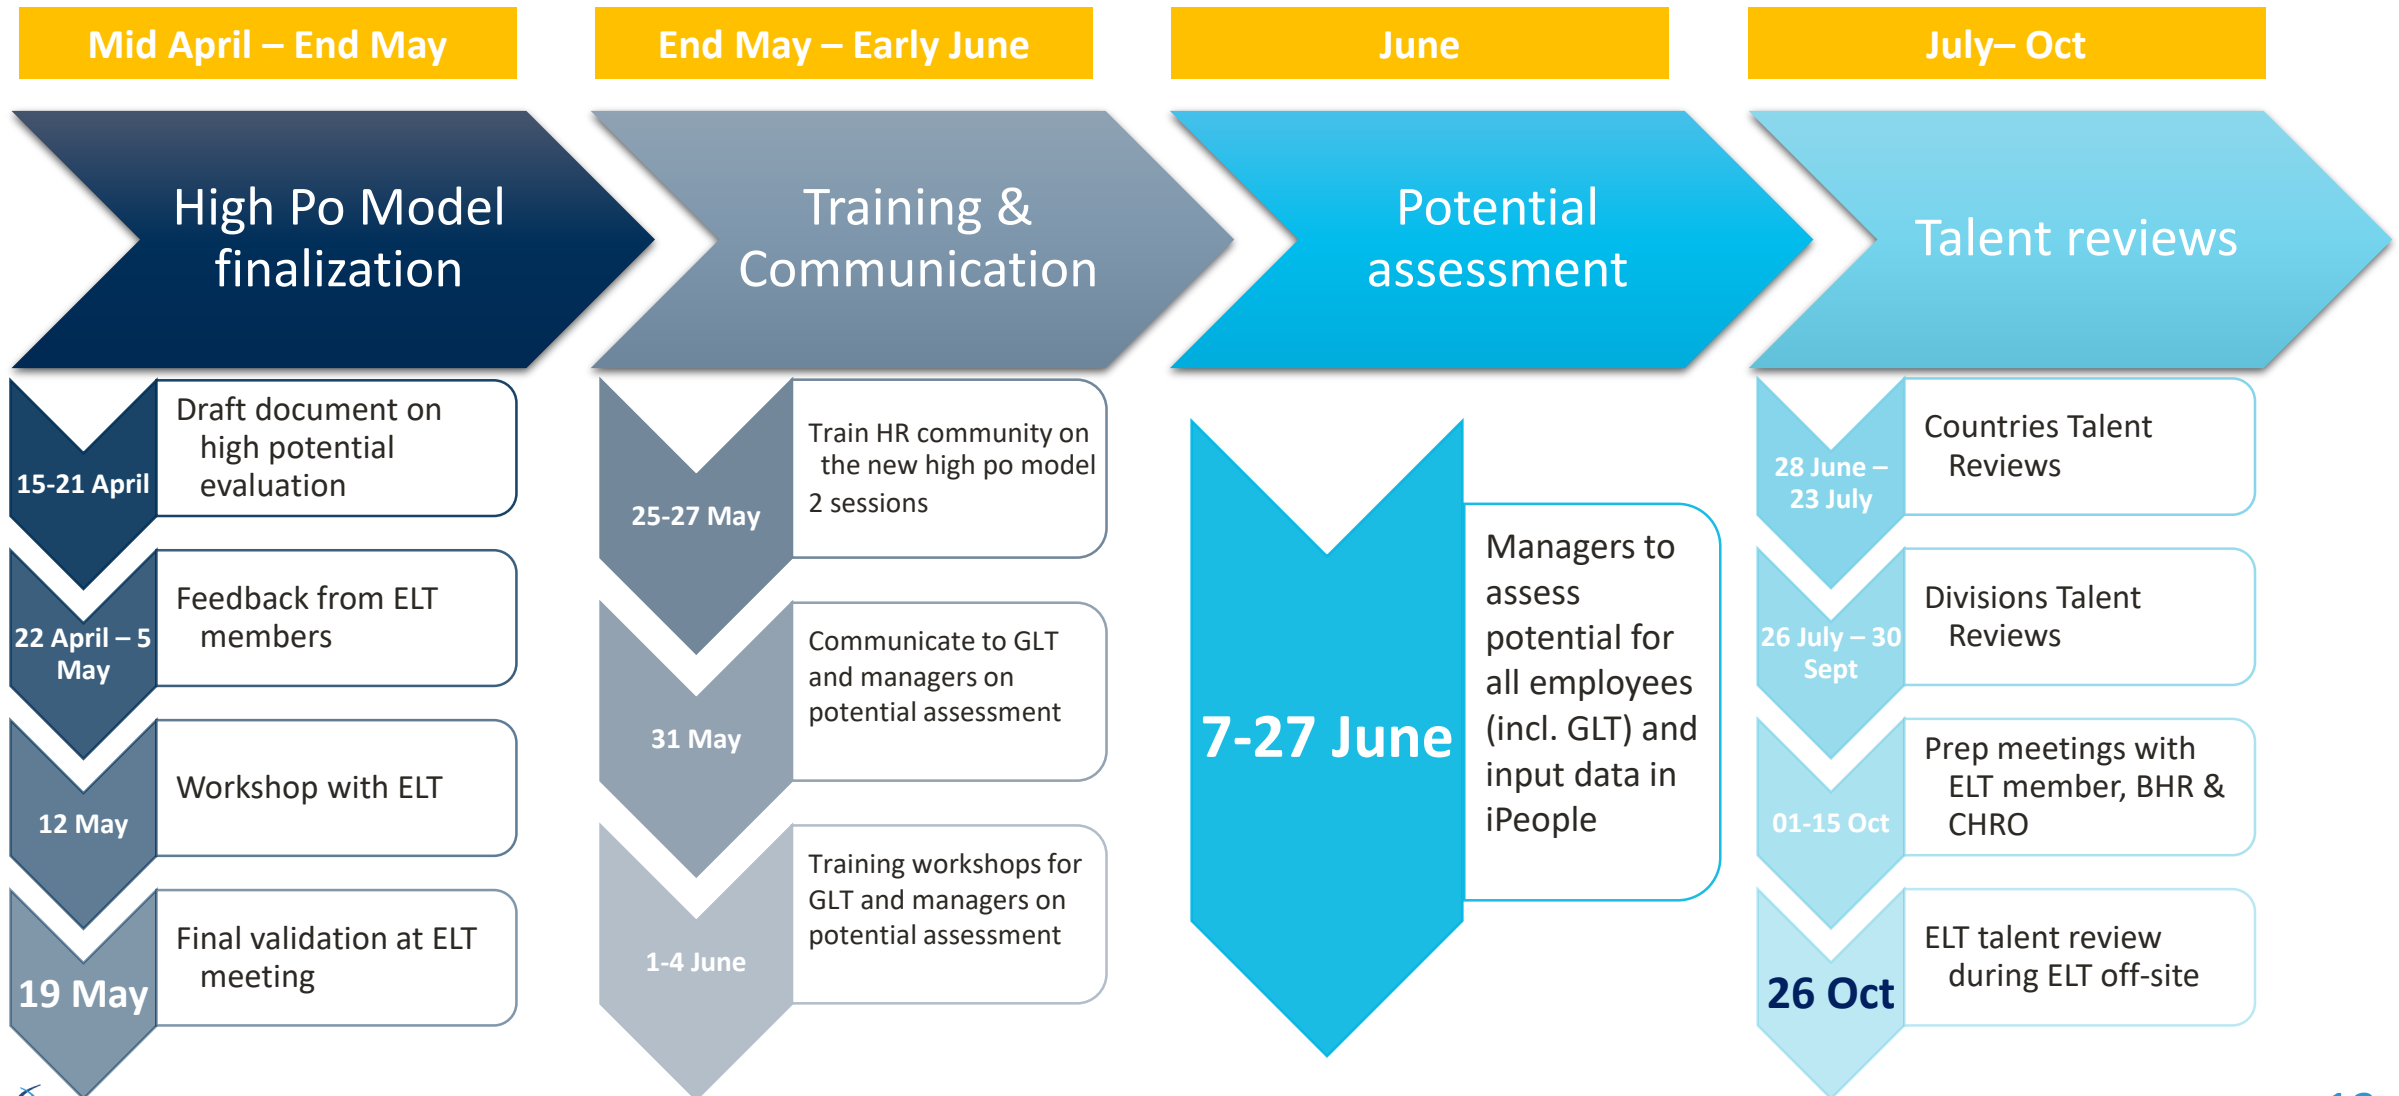 Mid April – End May
End May – Early June
June
July– Oct
High Po Model
finalization
Training &
Communication
Potential
assessment
Talent reviews
15-21 April
Draft document on
high potential
evaluation
22 April – 5
May
Feedback from ELT
members
12 May
Workshop with ELT
19 May
Final validation at ELT
meeting
25-27 May
Train HR community on
the new high po model
2 sessions
31 May
Communicate to GLT
and managers on
potential assessment
1-4 June
Training workshops for
GLT and managers on
potential assessment
7-27 June
Managers to
assess
potential for
all employees
(incl. GLT) and
input data in
iPeople
28 June –
23 July
Countries Talent
Reviews
26 July – 30
Sept
Divisions Talent
Reviews
01-15 Oct
Prep meetings with
ELT member, BHR &
CHRO
26 Oct
ELT talent review
during ELT off-site